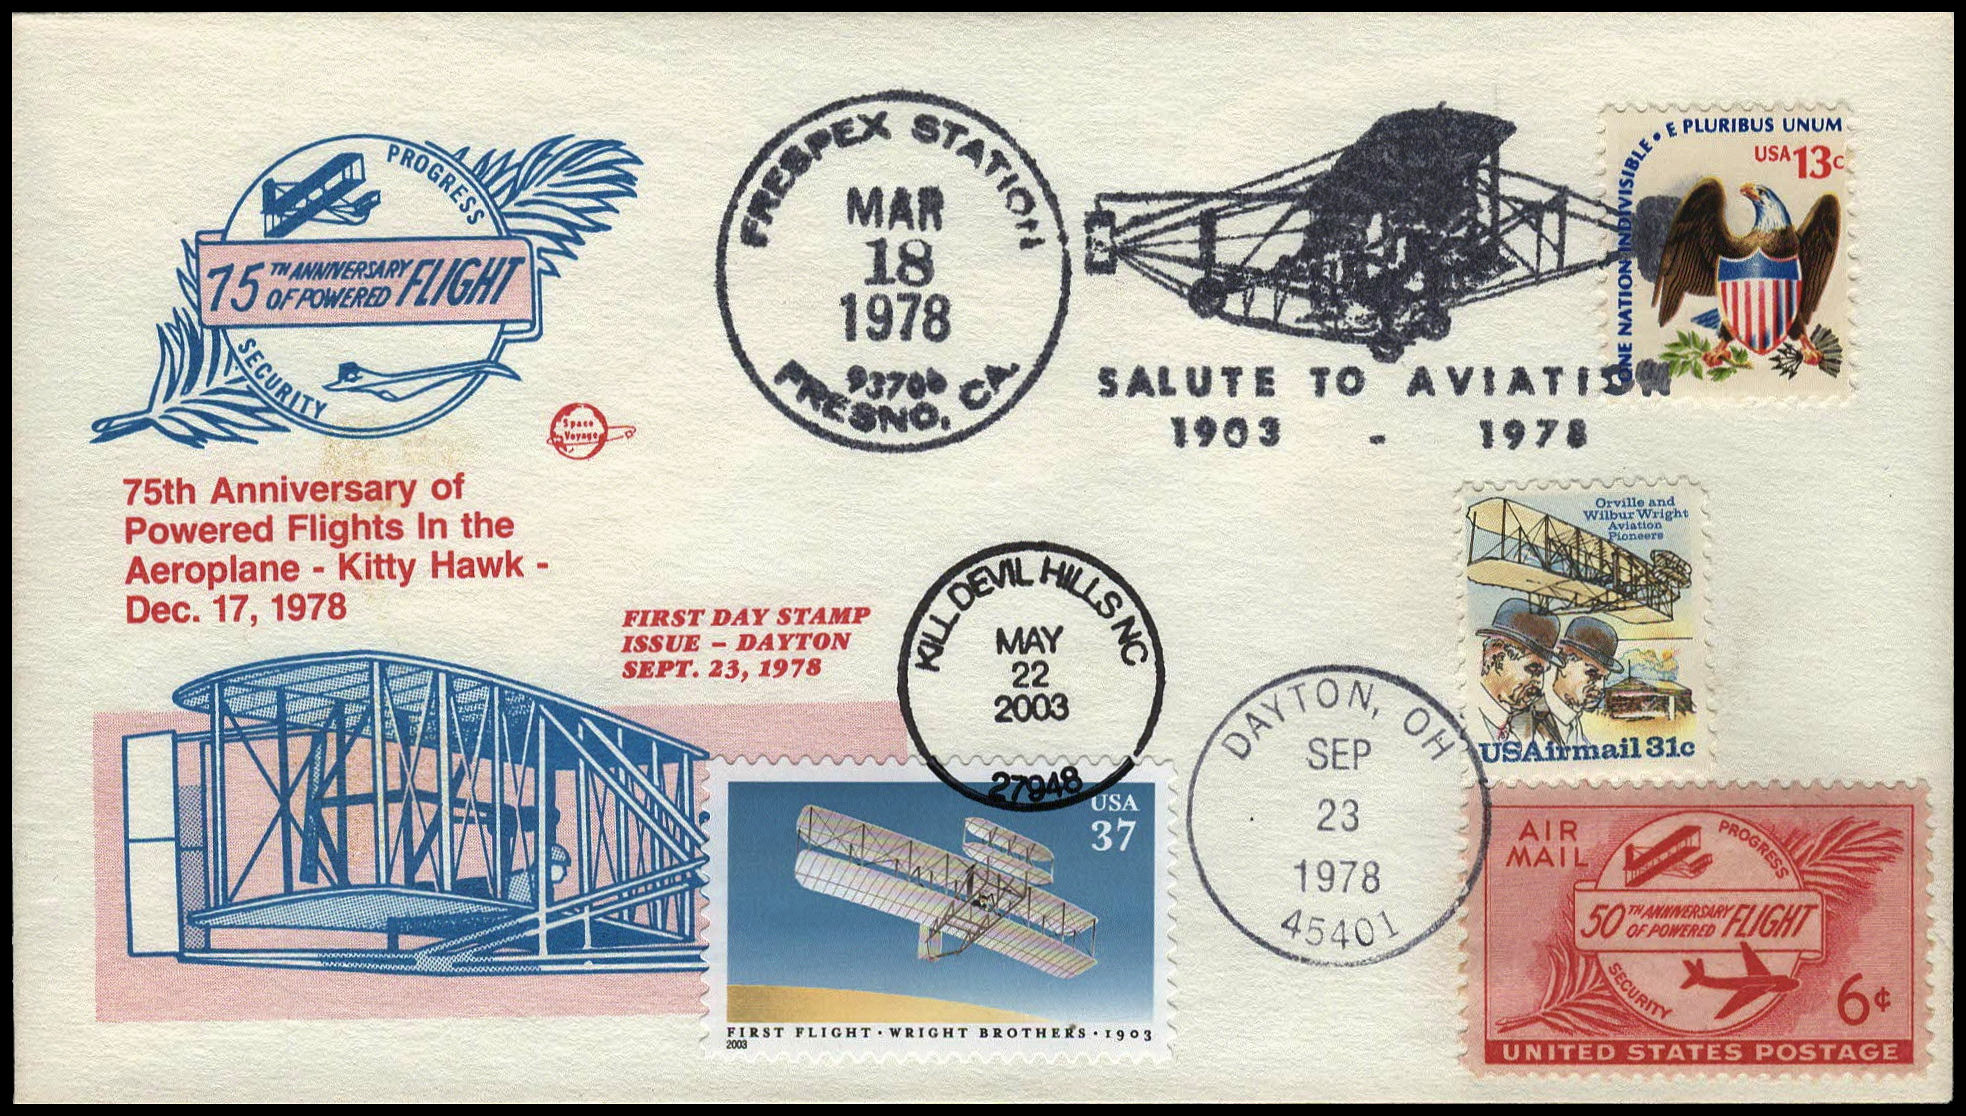 PROGRESS
75TH ANNIVERSARY
OF POWERED FLIGHT
SECURITY
Space
Voyage
75th Anniversary of
Powered Flights In the
Aeroplane - Kitty Hawk -
Dec. 17, 1978
FIRST DAY STAMP
ISSUE – DAYTON
SEPT. 23, 1978
FRESPEX STATION
MAR
18
1978
93706
FRESNO, CA.
SALUTE TO AVIATION
1903 - 1978
ONE NATION INDIVISIBLE • E PLURIBUS UNUM
USA 13c
KILL DEVIL HILLS NC
MAY
22
2003
27948
DAYTON, OH
SEP
23
1978
45401
Orville and
Wilbur Wright
Aviation
Pioneers
USAirmail 31c
USA
37
FIRST FLIGHT • WRIGHT BROTHERS • 1903
2003
AIR
MAIL
PROGRESS
50TH ANNIVERSARY
OF POWERED FLIGHT
SECURITY
6¢
UNITED STATES POSTAGE